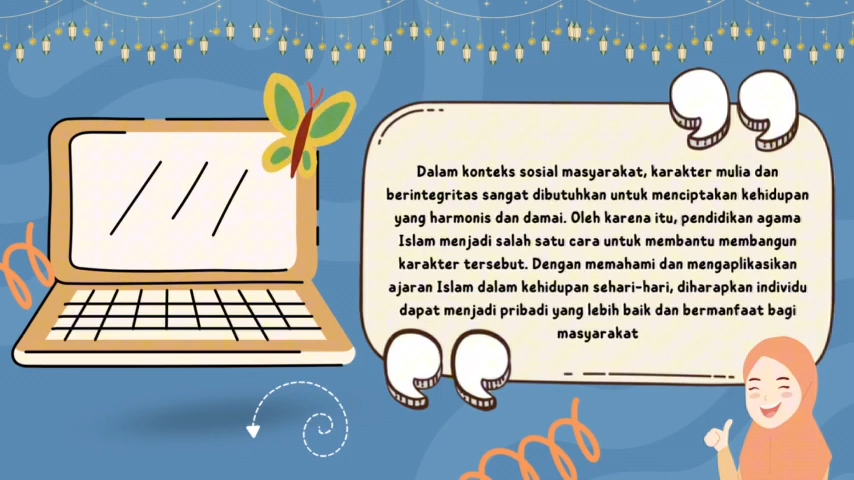 Dalam konteks sosial masyarakat, karakter mulia dan
berintegritas sangat dibutuhkan untuk menciptakan kehidupan
yang harmonis dan damai. Oleh karena itu, pendidikan agama
Islam menjadi salah satu cara untuk membantu membangun
karakter tersebut. Dengan memahami dan mengaplikasikan
ajaran Islam dalam kehidupan sehari-hari, diharapkan individu
dapat menjadi pribadi yang lebih baik dan bermanfaat bagi
masyarakat